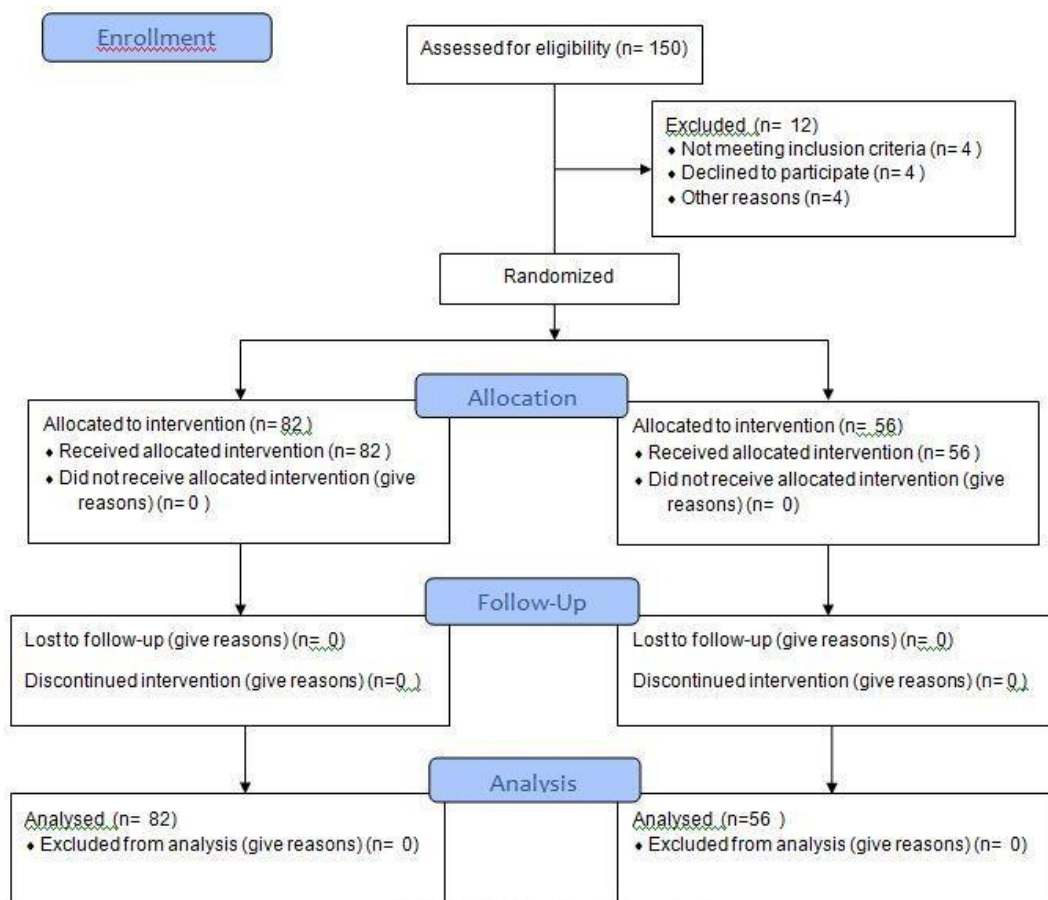 Enrollment
Assessed for eligibility (n= 150)
Excluded (n= 12)
♦ Not meeting inclusion criteria (n= 4 )
♦ Declined to participate (n= 4 )
♦ Other reasons (n=4)
Randomized
Allocation
Allocated to intervention (n= 82 )
♦ Received allocated intervention (n= 82 )
♦ Did not receive allocated intervention (give
reasons) (n= 0 )
Allocated to intervention (n= 56)
♦ Received allocated intervention (n= 56 )
♦ Did not receive allocated intervention (give
reasons) (n= 0)
Follow-Up
Lost to follow-up (give reasons) (n= 0)
Discontinued intervention (give reasons) (n=0 )
Lost to follow-up (give reasons) (n= 0)
Discontinued intervention (give reasons) (n= 0 )
Analysis
Analysed (n= 82)
♦ Excluded from analysis (give reasons) (n= 0)
Analysed (n=56 )
♦ Excluded from analysis (give reasons) (n= 0)